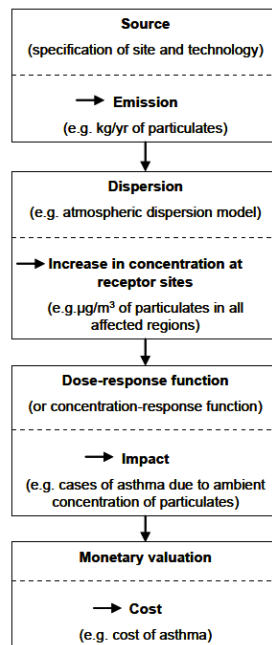 Source
(specification of site and technology)
Emission
(e.g. kg/yr of particulates)
Dispersion
(e.g. atmospheric dispersion model)
Increase in concentration at
receptor sites
(e.g.µg/m³ of particulates in all
affected regions)
Dose-response function
(or concentration-response function)
Impact
(e.g. cases of asthma due to ambient
concentration of particulates)
Monetary valuation
Cost
(e.g. cost of asthma)